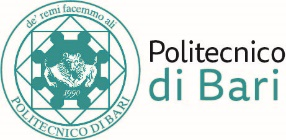 de' remi facemmo ali
1990
POLITECNICO DI BARI
Politecnico
di Bari